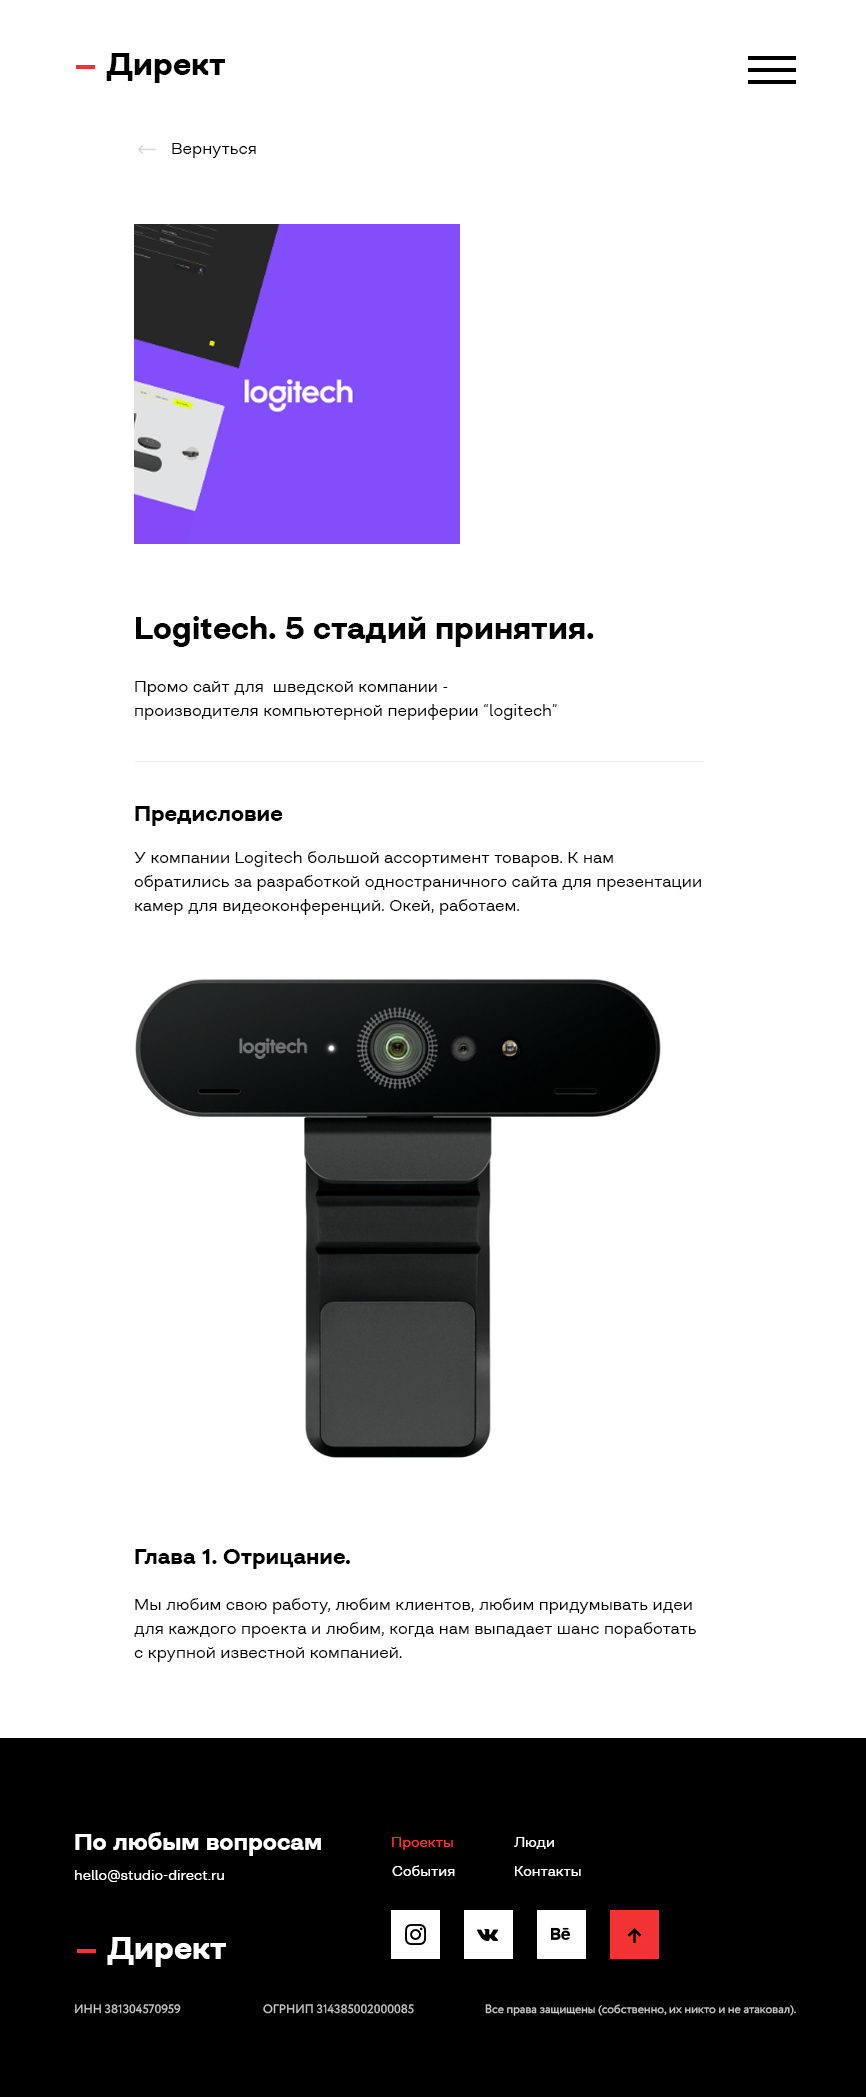 Директ
Вернуться
logitech
Logitech. 5 стадий принятия.
Промо сайт для  шведской компании -
производителя компьютерной периферии “logitech”
Предисловие
У компании Logitech большой ассортимент товаров. К нам
обратились за разработкой одностраничного сайта для презентации
камер для видеоконференций. Окей, работаем.
logitech
Глава 1. Отрицание.
Мы любим свою работу, любим клиентов, любим придумывать идеи
для каждого проекта и любим, когда нам выпадает шанс поработать
с крупной известной компанией.
По любым вопросам
hello@studio-direct.ru
Проекты
Люди
События
Контакты
Bē
Директ
ИНН 381304570959
ОГРНИП 314385002000085
Все права защищены (собственно, их никто и не атаковал).